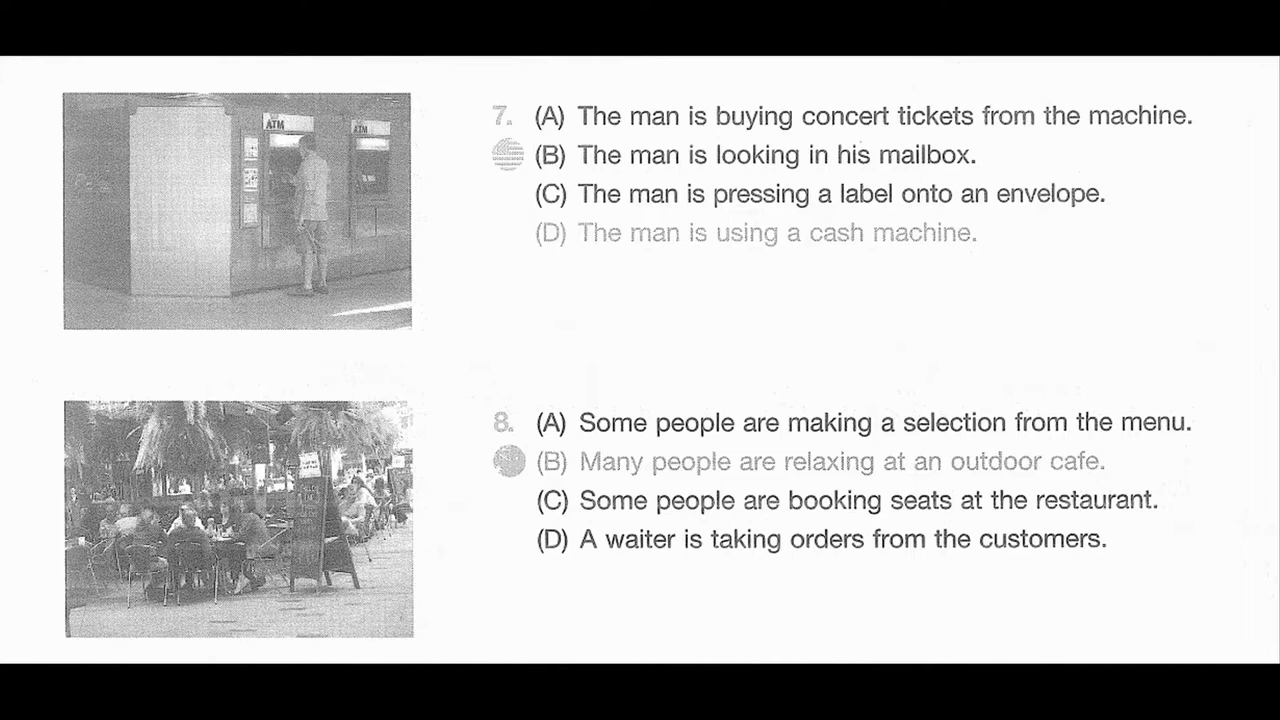 7. (A) The man is buying concert tickets from the machine.
(B) The man is looking in his mailbox.
(C) The man is pressing a label onto an envelope.
(D) The man is using a cash machine.
ATM
ATM
8. (A) Some people are making a selection from the menu.
(B) Many people are relaxing at an outdoor cafe.
(C) Some people are booking seats at the restaurant.
(D) A waiter is taking orders from the customers.